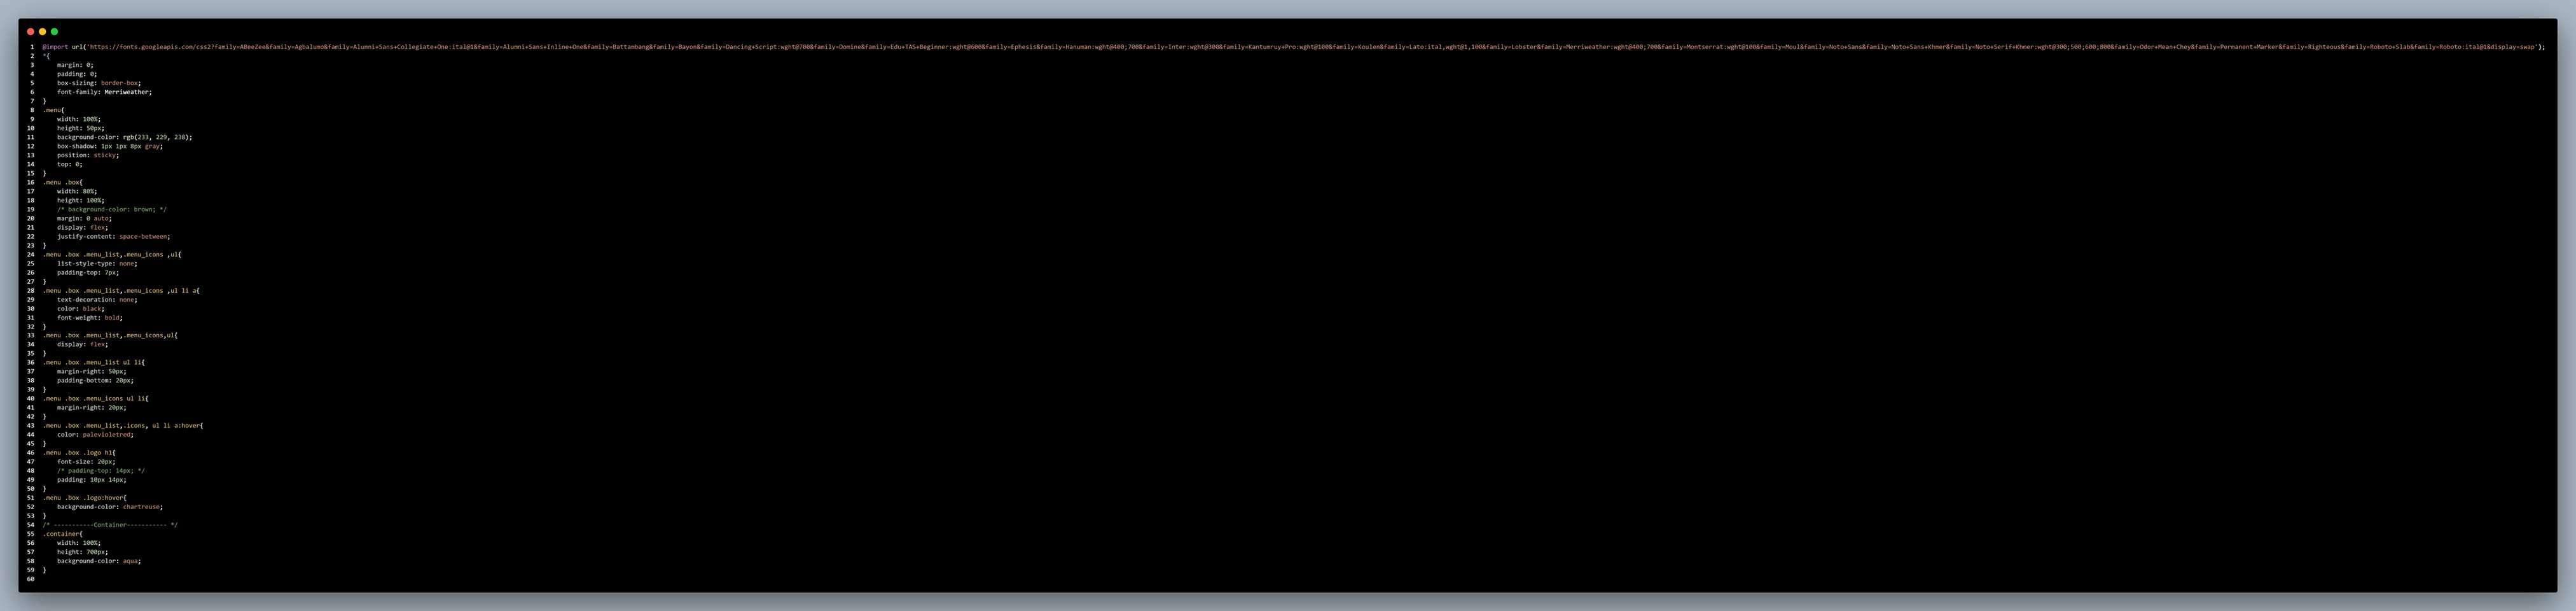 1 @import url('https://fonts.googleapis.com/css2?family=ABeeZee&family=Agbalumo&family=Alumni+Sans+Collegiate+One:ital@1&family=Alumni+Sans+Inline+One&family=Battambang&family=Bayon&family=Dancing+Script:wght@700&family=Domine&family=Edu+TAS+Beginner:wght@600&family=Ephesis&family=Hanuman:wght@400;700&family=Inter:wght@300&family=Kantumruy+Pro:wght@100&family=Koulen&family=Lato:ital,wght@1,100&family=Lobster&family=Merriweather:wght@400;700&family=Montserrat:wght@100&family=Moul&family=Noto+Sans&family=Noto+Sans+Khmer&family=Noto+Serif+Khmer:wght@300;500;600;800&family=Odor+Mean+Chey&family=Permanent+Marker&family=Righteous&family=Roboto+Slab&family=Roboto:ital@1&display=swap');
2 *{
3     margin: 0;
4     padding: 0;
5     box-sizing: border-box;
6     font-family: Merriweather;
7 }
8 .menu{
9     width: 100%;
10     height: 50px;
11     background-color: rgb(233, 229, 238);
12     box-shadow: 1px 1px 8px gray;
13     position: sticky;
14     top: 0;
15 }
16 .menu .box{
17     width: 80%;
18     height: 100%;
19     /* background-color: brown; */
20     margin: 0 auto;
21     display: flex;
22     justify-content: space-between;
23 }
24 .menu .box .menu_list,.menu_icons ,ul{
25     list-style-type: none;
26     padding-top: 7px;
27 }
28 .menu .box .menu_list,.menu_icons ,ul li a{
29     text-decoration: none;
30     color: black;
31     font-weight: bold;
32 }
33 .menu .box .menu_list,.menu_icons,ul{
34     display: flex;
35 }
36 .menu .box .menu_list ul li{
37     margin-right: 50px;
38     padding-bottom: 20px;
39 }
40 .menu .box .menu_icons ul li{
41     margin-right: 20px;
42 }
43 .menu .box .menu_list,.icons, ul li a:hover{
44     color: palevioletred;
45 }
46 .menu .box .logo h1{
47     font-size: 20px;
48     /* padding-top: 14px; */
49     padding: 10px 14px;
50 }
51 .menu .box .logo:hover{
52     background-color: chartreuse;
53 }
54 /* -----------Container----------- */
55 .container{
56     width: 100%;
57     height: 700px;
58     background-color: aqua;
59 }
60